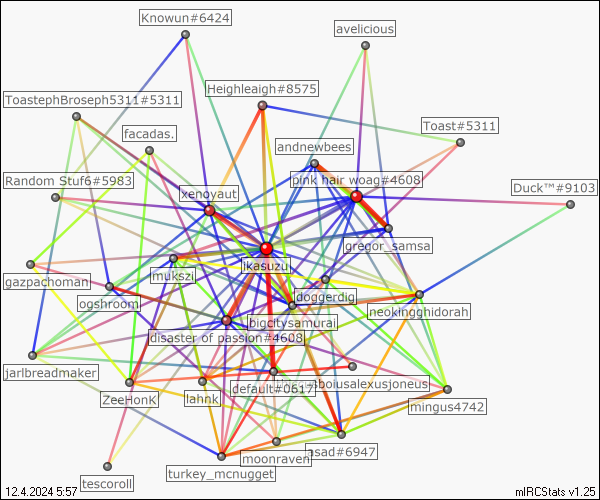 Knowun#6424
avelicious
Heighleaigh#8575
ToastephBroseph5311#5311
facadas.
Toast#5311
andnewbees
Random Stuf6#5983
pink hair woag#4608
Duck™#9103
xenoyaut
gregor_samsa
ikasuzu
mukszi
gazpachoman
doggerdig
ogshroom
neokingghidorah
bigcitysamurai
disaster of passion#4608
jarlbreadmaker
default#0617
ZeeHonK
lahnk
mingus4742
asad#6947
moonraven
turkey_mcnugget
tescoroll
12.4.2024 5:57
mIRCStats v1.25